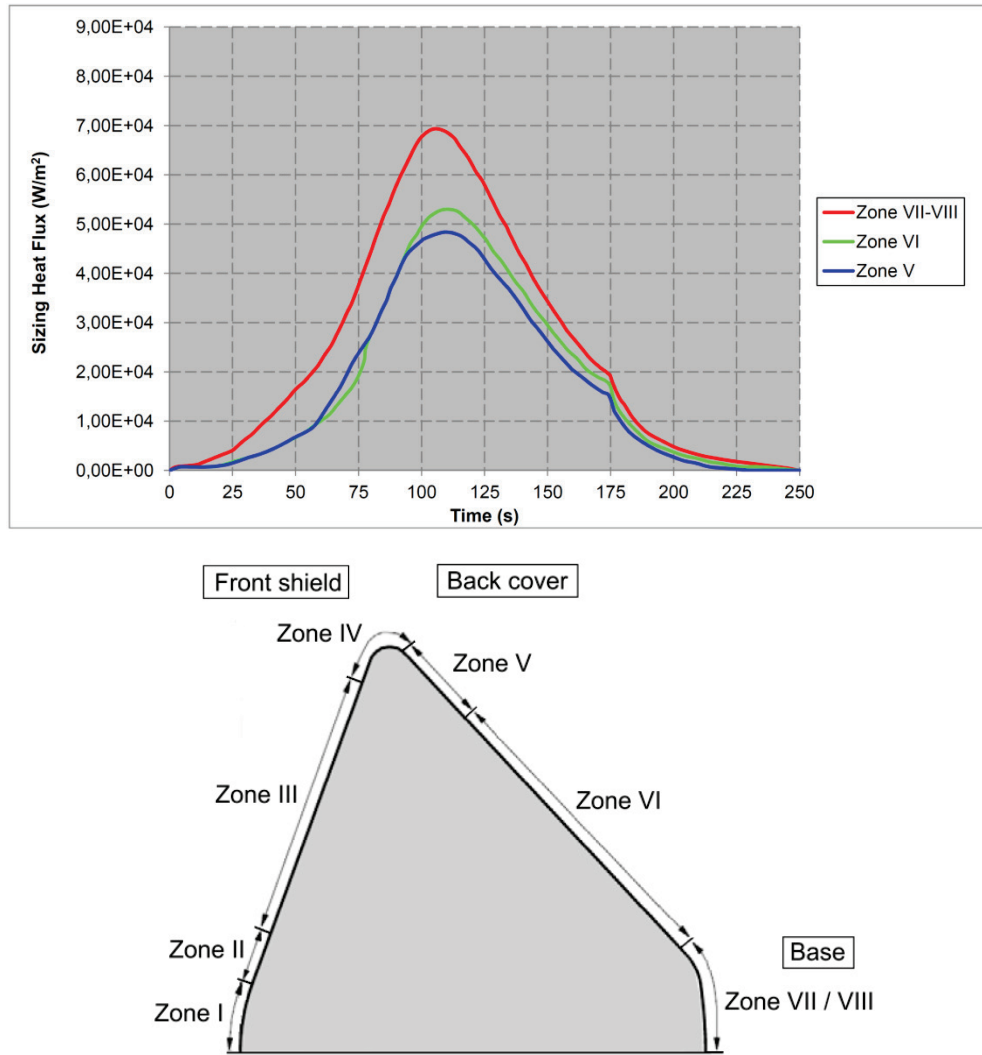 9,00E+04
8,00E+04
7,00E+04
6,00E+04
5,00E+04
4,00E+04
3,00E+04
2,00E+04
1,00E+04
0,00E+00
Sizing Heat Flux (W/m²)
0 25 50 75 100 125 150 175 200 225 250
Time (s)
Zone VII-VIII
Zone VI
Zone V
Front shield
Back cover
Zone IV
Zone V
Zone III
Zone VI
Zone II
Base
Zone I
Zone VII / VIII